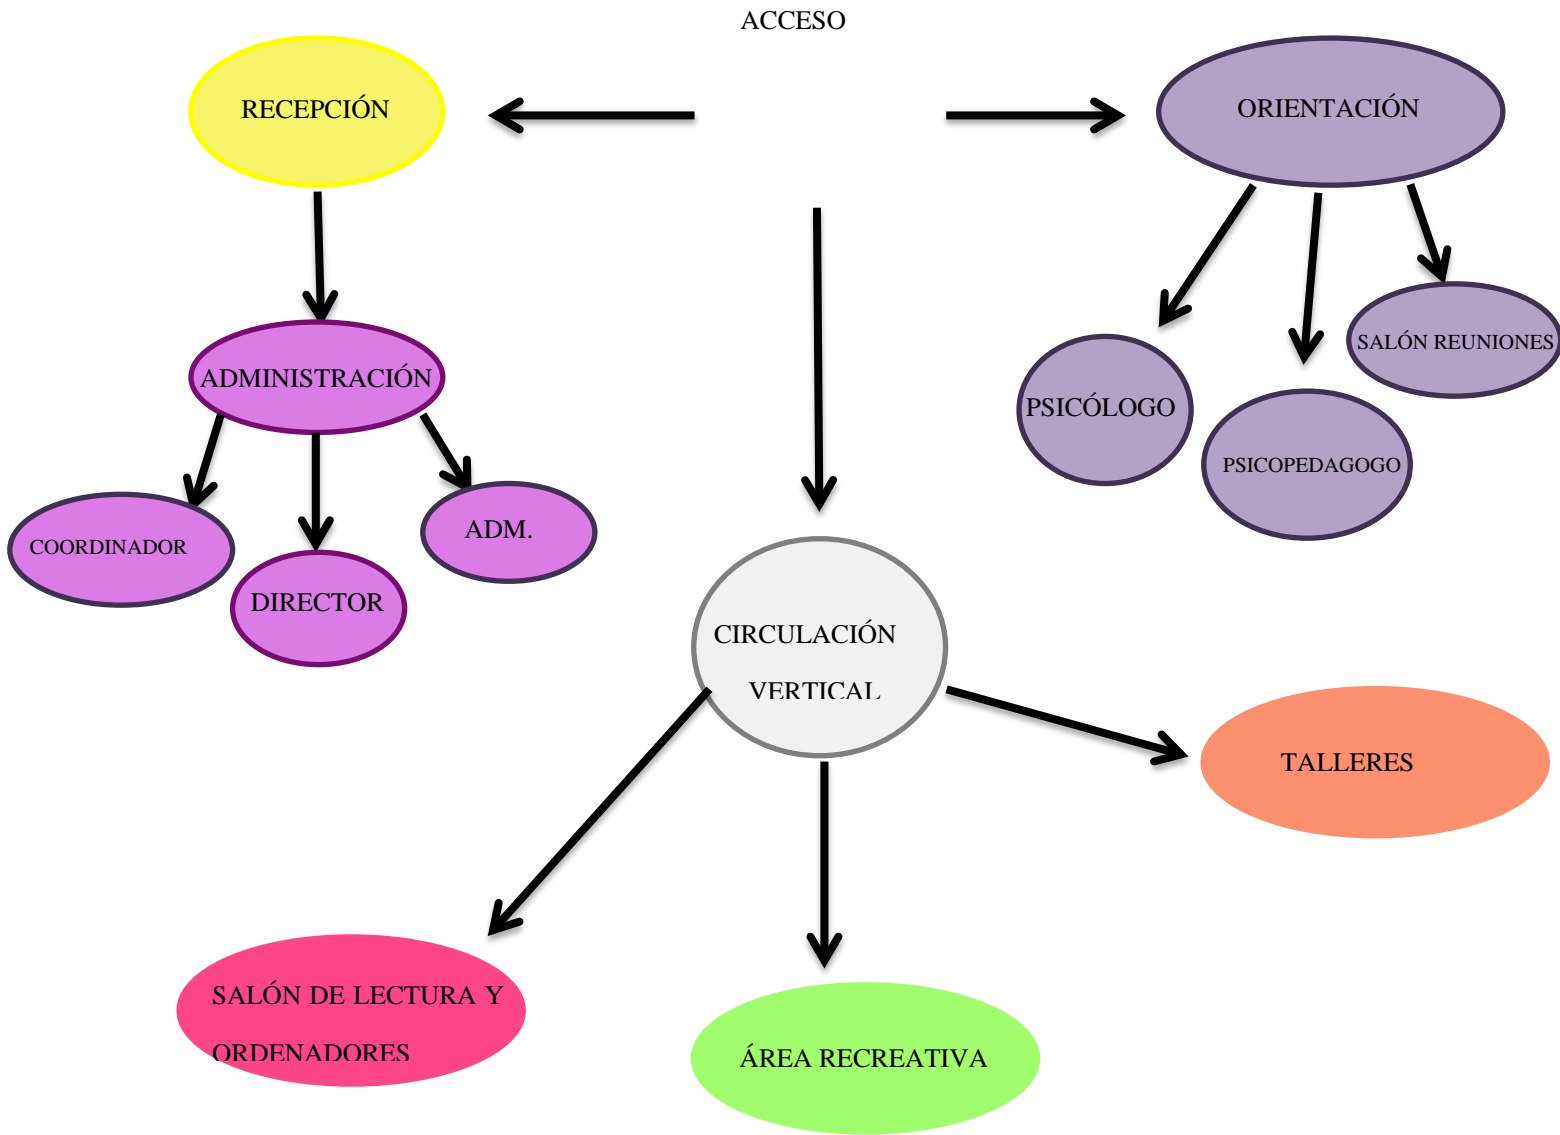 ACCESO
RECEPCIÓN
ORIENTACIÓN
SALÓN REUNIONES
ADMINISTRACIÓN
PSICÓLOGO
PSICOPEDAGOGO
ADM.
COORDINADOR
DIRECTOR
CIRCULACIÓN
VERTICAL
TALLERES
SALÓN DE LECTURA Y
ORDENADORES
ÁREA RECREATIVA